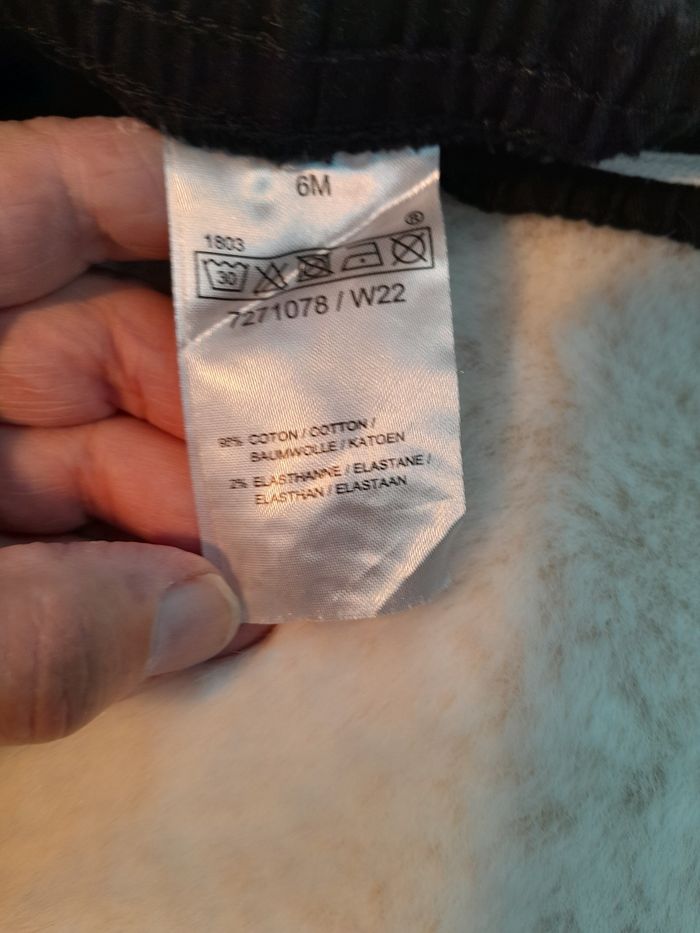 6M
®
1803
30
7271078 / W22
98% COTON / COTTON /
BAUMWOLLE / KATOEN
2% ELASTHANNE / ELASTANE /
ELASTHAN / ELASTAAN